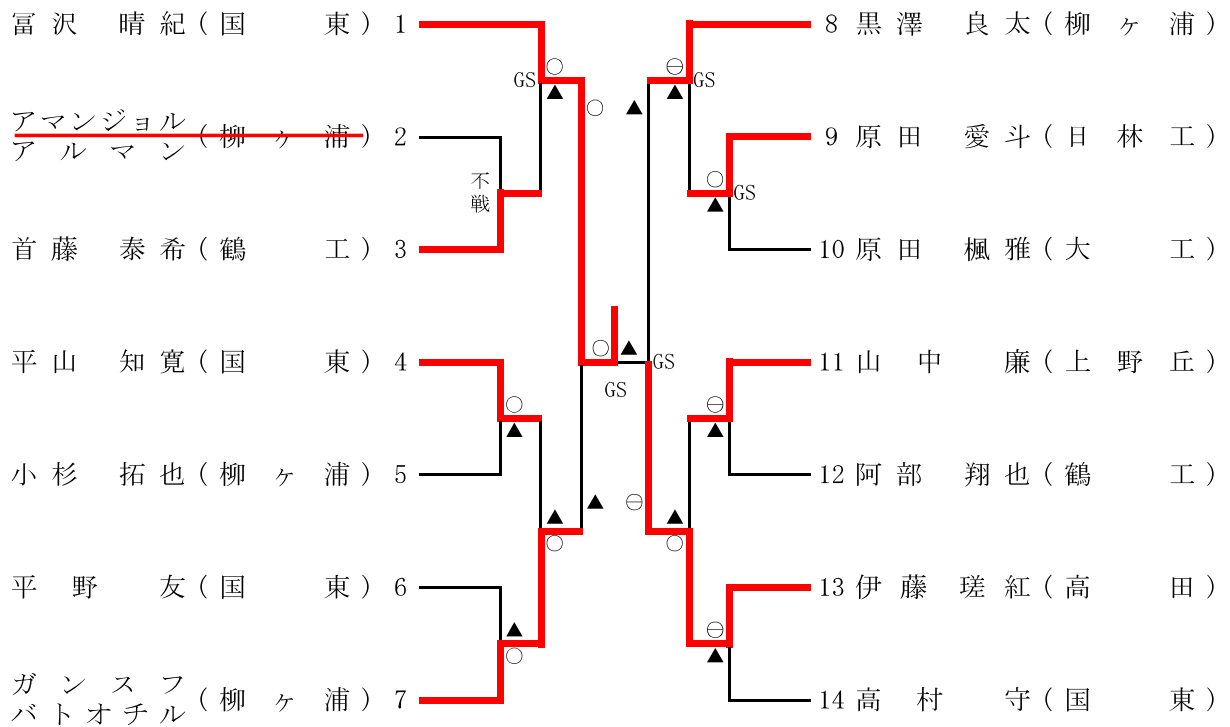 冨沢 晴紀(国 東) 1
アマンジョル
アルマン
(柳ヶ浦) 2
首藤 泰希(鶴 工) 3
平山 知寛(国 東) 4
小杉 拓也(柳ヶ浦) 5
平野 友(国 東) 6
ガンスフ
バトオチル
(柳ヶ浦) 7
○
GS
▲
○
不
戦
○
▲
▲
○
▲
▲
○
○
▲
GS
GS
▲
⊖
⊖
GS
▲
○
GS
▲
⊖
▲
▲
○
⊖
▲
8 黒澤 良太(柳ヶ浦)
9 原田 愛斗(日林工)
10 原田 楓雅(大 工)
11 山中 廉(上野丘)
12 阿部 翔也(鶴 工)
13 伊藤 瑳紅(高 田)
14 高村 守(国 東)